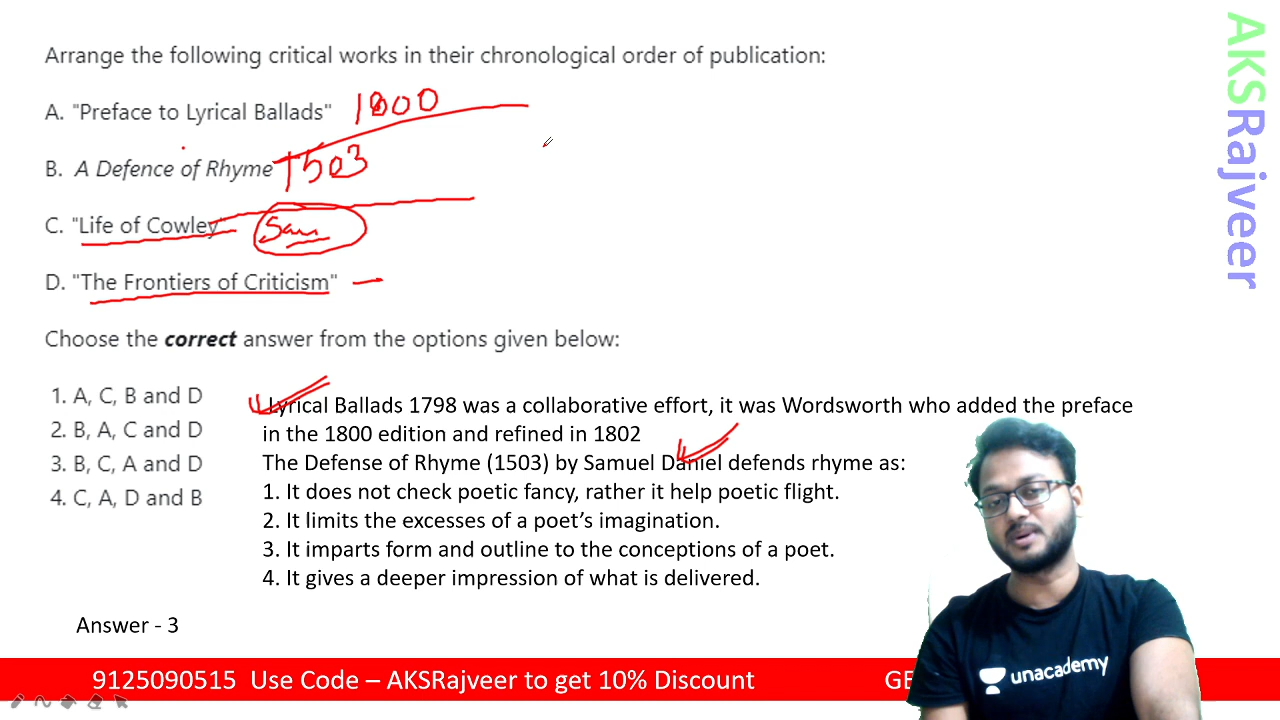 Arrange the following critical works in their chronological order of publication:
A. "Preface to Lyrical Ballads" 1800
B. A Defence of Rhyme 1503
C. "Life of Cowley" Sam
D. "The Frontiers of Criticism"
Choose the correct answer from the options given below:
1. A, C, B and D
2. B, A, C and D
3. B, C, A and D
4. C, A, D and B
Lyrical Ballads 1798 was a collaborative effort, it was Wordsworth who added the preface
in the 1800 edition and refined in 1802
The Defense of Rhyme (1503) by Samuel Daniel defends rhyme as:
1. It does not check poetic fancy, rather it help poetic flight.
2. It limits the excesses of a poet’s imagination.
3. It imparts form and outline to the conceptions of a poet.
4. It gives a deeper impression of what is delivered.
Answer - 3
9125090515 Use Code – AKSRajveer to get 10% Discount
GE
AKSRajveer
unacademy